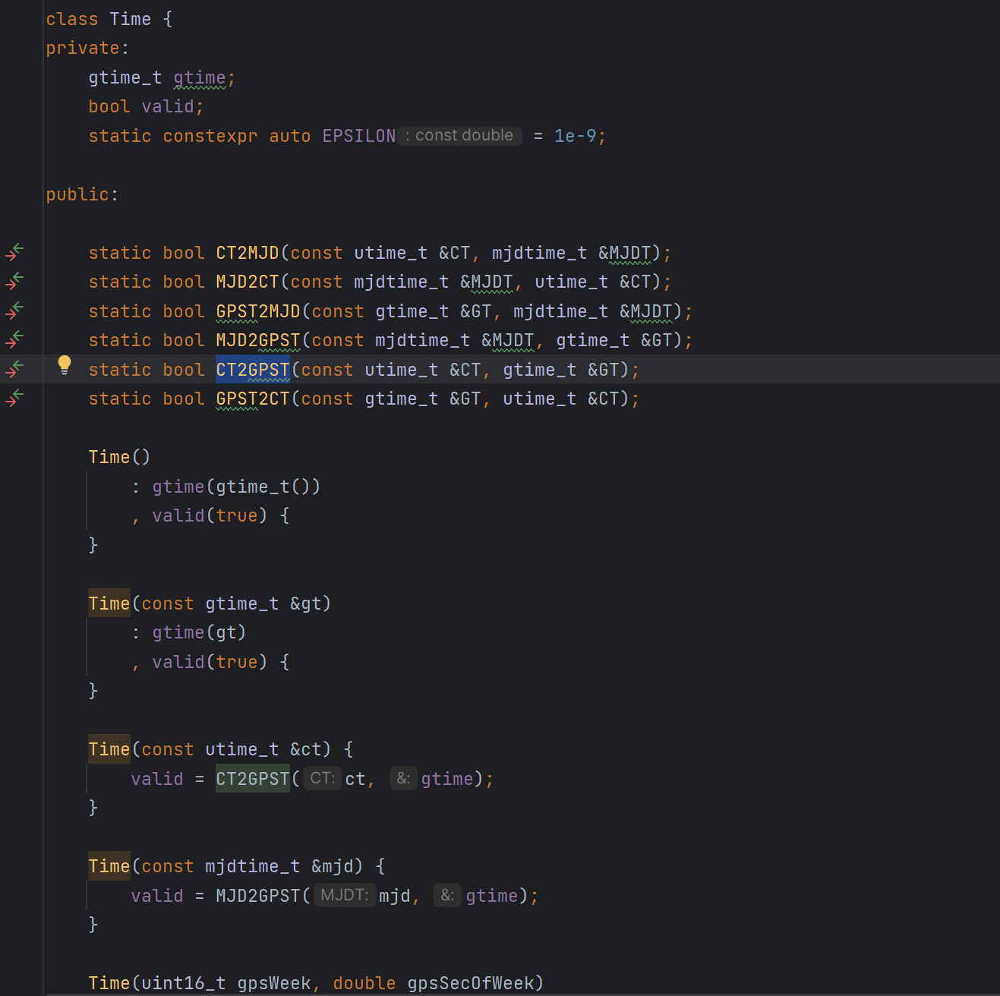 class Time {
private:
gtime_t gtime;
bool valid;
static constexpr auto EPSILON : const double = 1e-9;
public:
static bool CT2MJD(const utime_t &CT, mjdtime_t &MJDT);
static bool MJD2CT(const mjdtime_t &MJDT, utime_t &CT);
static bool GPST2MJD(const gtime_t &GT, mjdtime_t &MJDT);
static bool MJD2GPST(const mjdtime_t &MJDT, gtime_t &GT);
static bool CT2GPST(const utime_t &CT, gtime_t &GT);
static bool GPST2CT(const gtime_t &GT, utime_t &CT);
Time()
: gtime(gtime_t())
, valid(true) {
}
Time(const gtime_t &gt)
: gtime(gt)
, valid(true) {
}
Time(const utime_t &ct) {
valid = CT2GPST( CT: ct, &: gtime);
}
Time(const mjdtime_t &mjd) {
valid = MJD2GPST( MJDT: mjd, &: gtime);
}
Time(uint16_t gpsWeek, double gpsSecOfWeek)